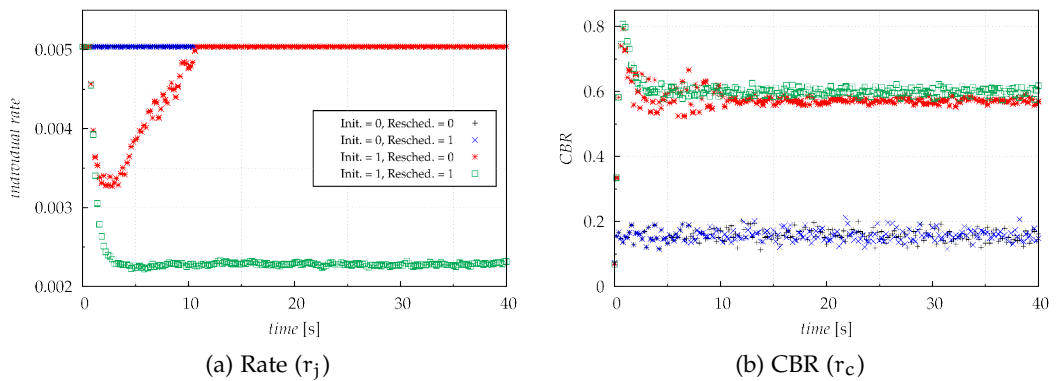 0.005
0.004
0.003
0.002
individual rate
0 10 20 30 40
time [s]
Init. = 0, Resched. = 0
Init. = 0, Resched. = 1
Init. = 1, Resched. = 0
Init. = 1, Resched. = 1
(a) Rate (rj)
0.8
0.6
0.4
0.2
0
CBR
0 10 20 30 40
time [s]
(b) CBR (rc)